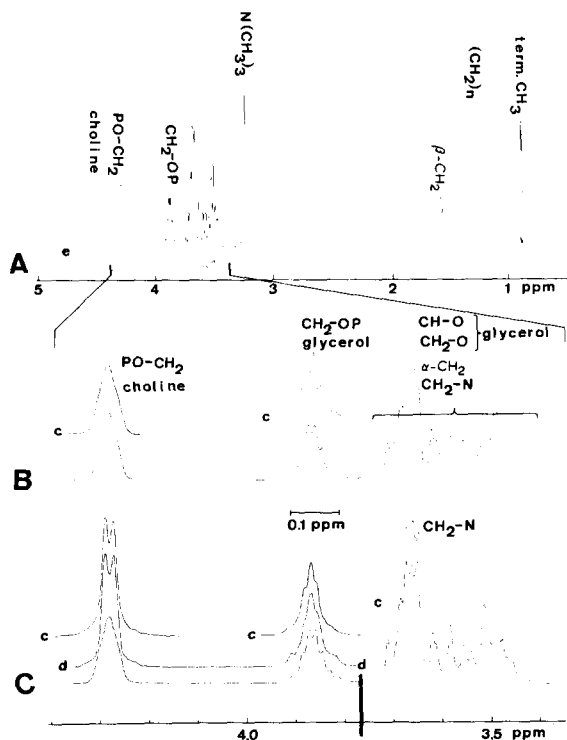 N(CH3)3
(CH2)n
term.CH3
PO-CH2
choline
CH2-OP
β-CH2
e
A
5 4 3 2 1 ppm
CH-O
CH2-O
glycerol
PO-CH2
choline
CH2-OP
glycerol
α-CH2
CH2-N
c
c
B
0.1 ppm
CH2-N
c
c
c
d
d
C
4.0 3.5 ppm